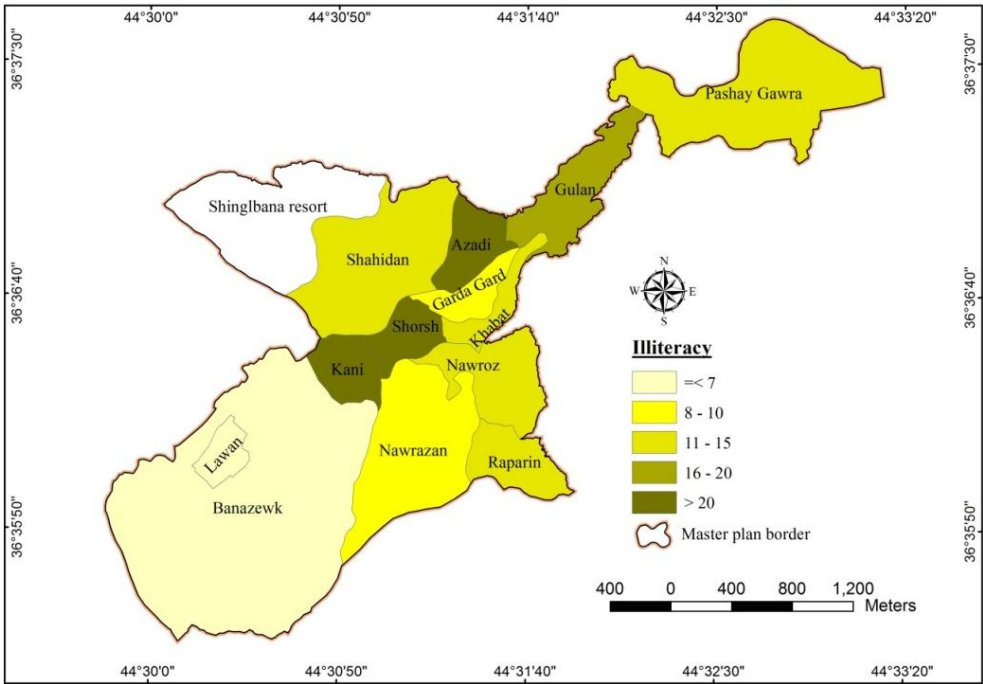 44°30'0"
44°30'50"
44°31'40"
44°32'30"
44°33'20"
36°37'30"
36°37'30"
Pashay Gawra
Gulan
Shinglbana resort
Azadi
Shahidan
N
Garda Gard
W
E
36°36'40"
36°36'40"
S
Shorsh
Khabat
Illiteracy
Kani
Nawroz
=< 7
8 - 10
Lawan
Nawrazan
11 - 15
Raparin
16 - 20
Banazewk
> 20
36°35'50"
36°35'50"
Master plan border
400 0 400 800 1,200
Meters
44°30'0"
44°30'50"
44°31'40"
44°32'30"
44°33'20"